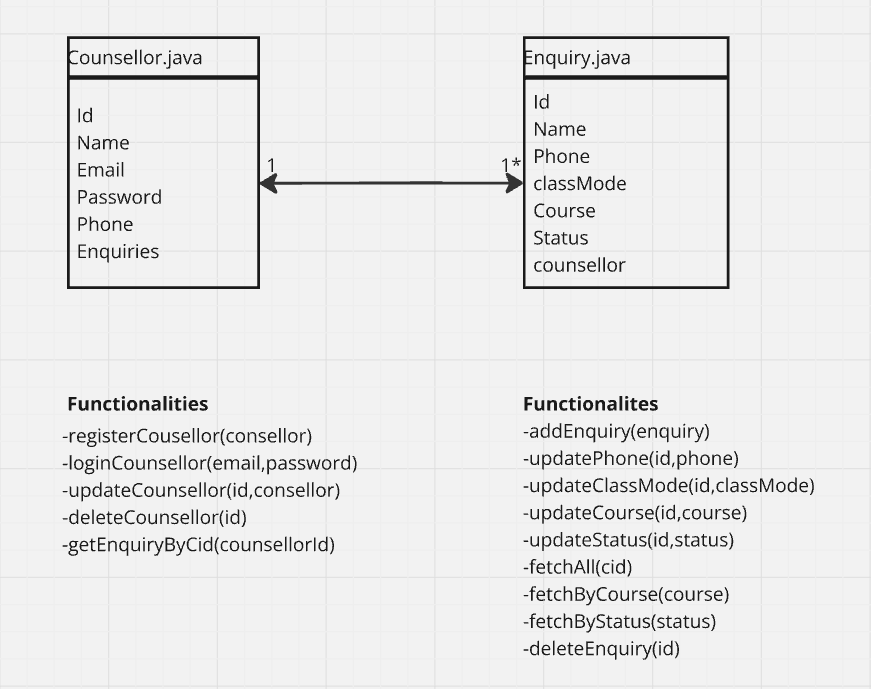 Counsellor.java
Id
Name
Email
Password
Phone
Enquiries
1
1*
Enquiry.java
Id
Name
Phone
classMode
Course
Status
counsellor
Functionalities
-registerCousellor(consellor)
-loginCounsellor(email,password)
-updateCounsellor(id,consellor)
-deleteCounsellor(id)
-getEnquiryByCid(counsellorId)
Functionalites
-addEnquiry(enquiry)
-updatePhone(id,phone)
-updateClassMode(id,classMode)
-updateCourse(id,course)
-updateStatus(id,status)
-fetchAll(cid)
-fetchByCourse(course)
-fetchByStatus(status)
-deleteEnquiry(id)